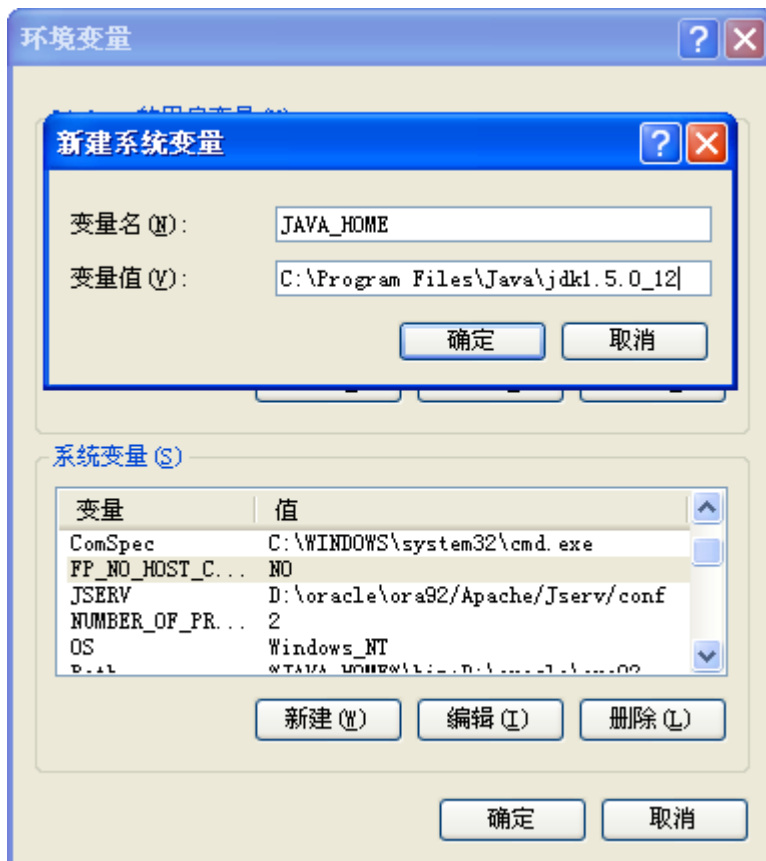 环境变量
新建系统变量
变量名(N):
JAVA_HOME
变量值(V):
C:\Program Files\Java\jdk1.5.0_12
确定
取消
系统变量(S)
变量
值
ComSpec
C:\WINDOWS\system32\cmd.exe
FP_NO_HOST_C...
NO
JSERV
D:\oracle\ora92/Apache/Jserv/conf
NUMBER_OF_PR...
2
OS
Windows_NT
新建(W)
编辑(I)
删除(L)
确定
取消